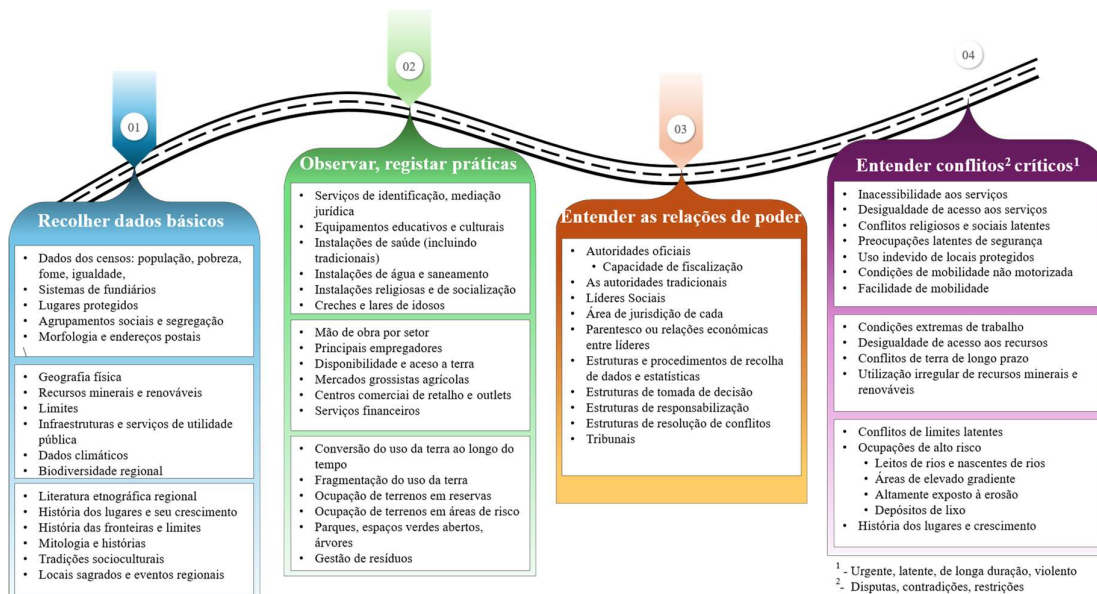 01
Recolher dados básicos
• Dados dos censos: população, pobreza,
fome, igualdade,
• Sistemas de fundiários
• Lugares protegidos
• Agrupamentos sociais e segregação
• Morfologia e endereços postais
\
• Geografia física
• Recursos minerais e renováveis
• Limites
• Infraestruturas e serviços de utilidade
pública
• Dados climáticos
• Biodiversidade regional
• Literatura etnográfica regional
• História dos lugares e seu crescimento
• História das fronteiras e limites
• Mitologia e histórias
• Tradições socioculturais
• Locais sagrados e eventos regionais
02
Observar, registar práticas
• Serviços de identificação, mediação
jurídica
• Equipamentos educativos e culturais
• Instalações de saúde (incluindo
tradicionais)
• Instalações de água e saneamento
• Instalações religiosas e de socialização
• Creches e lares de idosos
• Mão de obra por setor
• Principais empregadores
• Disponibilidade e aceso a terra
• Mercados grossistas agrícolas
• Centros comercial de retalho e outlets
• Serviços financeiros
• Conversão do uso da terra ao longo do
tempo
• Fragmentação do uso da terra
• Ocupação de terrenos em reservas
• Ocupação de terrenos em áreas de risco
• Parques, espaços verdes abertos,
árvores
• Gestão de resíduos
03
Entender as relações de poder
• Autoridades oficiais
• Capacidade de fiscalização
• As autoridades tradicionais
• Líderes Sociais
• Área de jurisdição de cada
• Parentesco ou relações económicas
entre líderes
• Estruturas e procedimentos de recolha
de dados e estatísticas
• Estruturas de tomada de decisão
• Estruturas de responsabilização
• Estruturas de resolução de conflitos
• Tribunais
04
Entender conflitos² críticos¹
• Inacessibilidade aos serviços
• Desigualdade de acesso aos serviços
• Conflitos religiosos e sociais latentes
• Preocupações latentes de segurança
• Uso indevido de locais protegidos
• Condições de mobilidade não motorizada
• Facilidade de mobilidade
• Condições extremas de trabalho
• Desigualdade de acesso aos recursos
• Conflitos de terra de longo prazo
• Utilização irregular de recursos minerais e
renováveis
• Conflitos de limites latentes
• Ocupações de alto risco
• Leitos de rios e nascentes de rios
• Áreas de elevado gradiente
• Altamente exposto à erosão
• Depósitos de lixo
• História dos lugares e crescimento
¹ - Urgente, latente, de longa duração, violento
²- Disputas, contradições, restrições